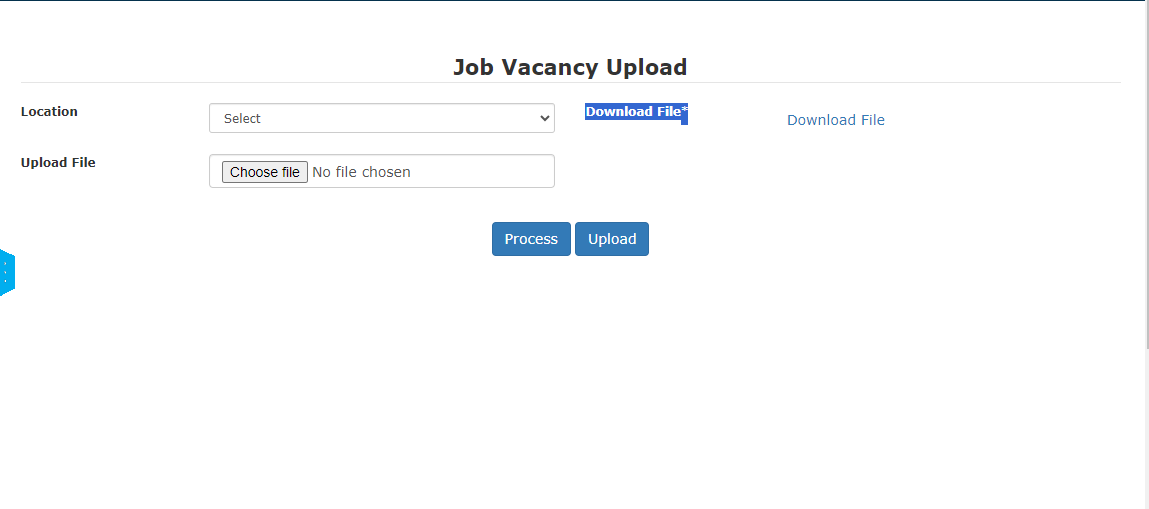 Job Vacancy Upload
Location
Select
Download File*
Download File
Upload File
Choose file No file chosen
Process
Upload